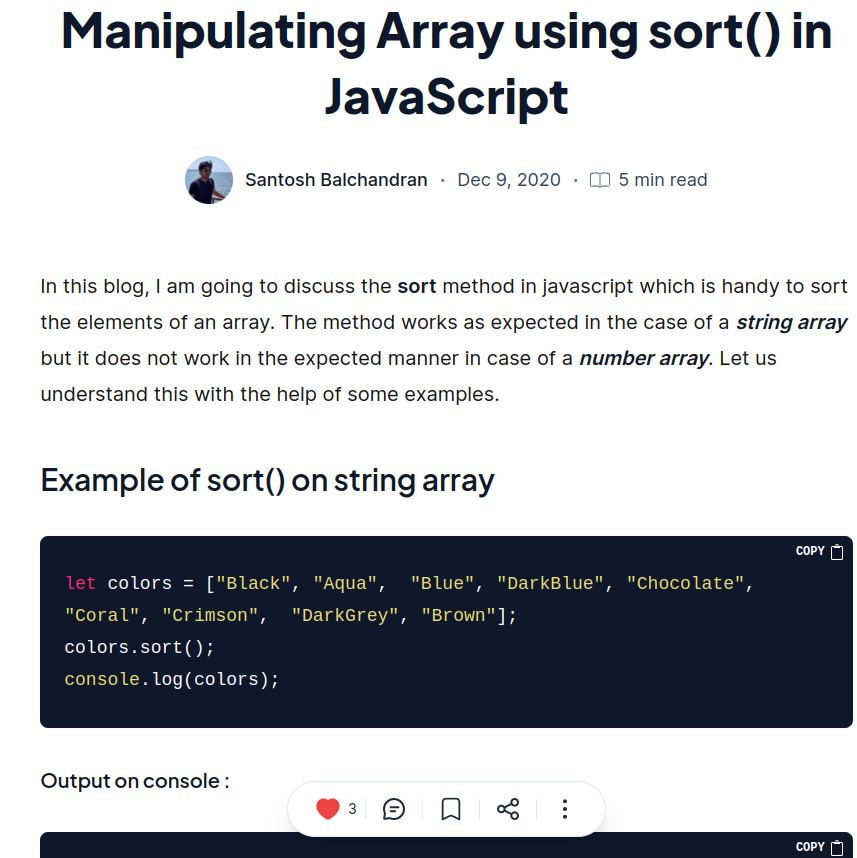 Manipulating Array using sort() in
JavaScript
Santosh Balchandran · Dec 9, 2020 · 5 min read
In this blog, I am going to discuss the sort method in javascript which is handy to sort
the elements of an array. The method works as expected in the case of a string array
but it does not work in the expected manner in case of a number array. Let us
understand this with the help of some examples.
Example of sort() on string array
COPY
let colors = ["Black", "Aqua",  "Blue", "DarkBlue", "Chocolate",
"Coral", "Crimson",  "DarkGrey", "Brown"];
colors.sort();
console.log(colors);
Output on console :
3
COPY